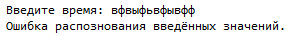 Введите время: вфвыфьвфывфф
Ошибка распознования введённых значений.